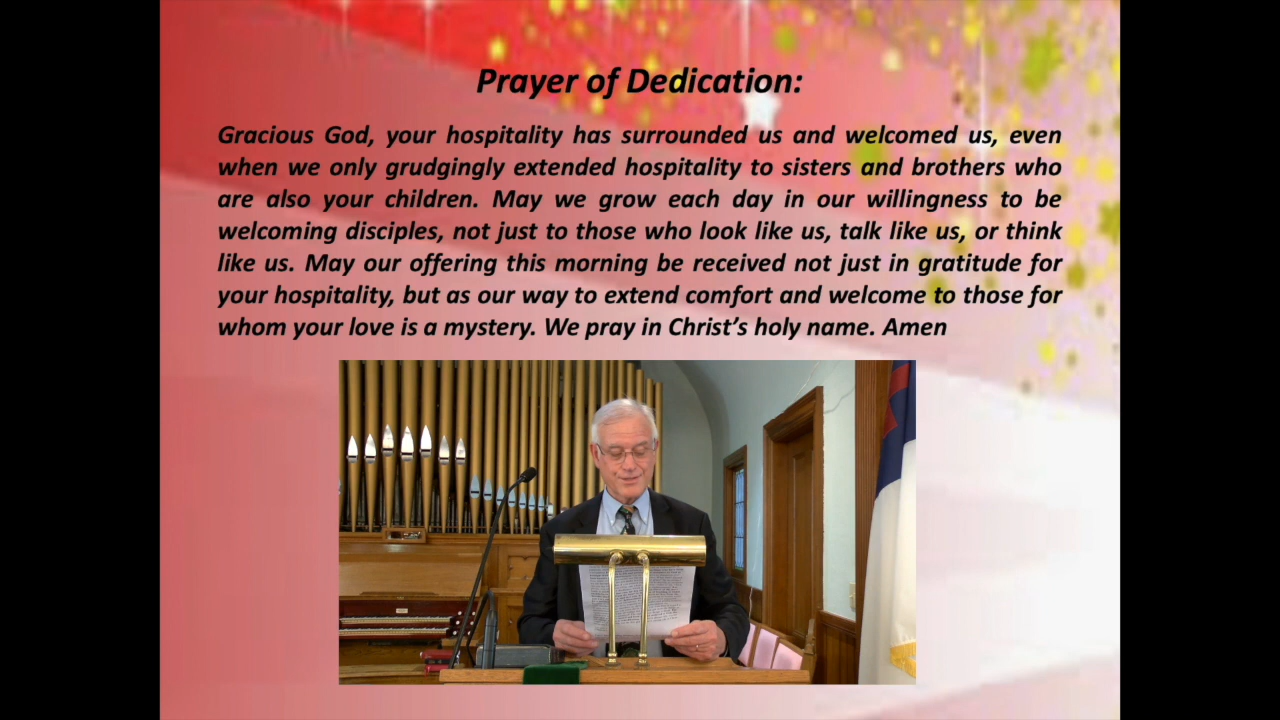 Prayer of Dedication:
Gracious God, your hospitality has surrounded us and welcomed us, even
when we only grudgingly extended hospitality to sisters and brothers who
are also your children. May we grow each day in our willingness to be
welcoming disciples, not just to those who look like us, talk like us, or think
like us. May our offering this morning be received not just in gratitude for
your hospitality, but as our way to extend comfort and welcome to those for
whom your love is a mystery. We pray in Christ’s holy name. Amen